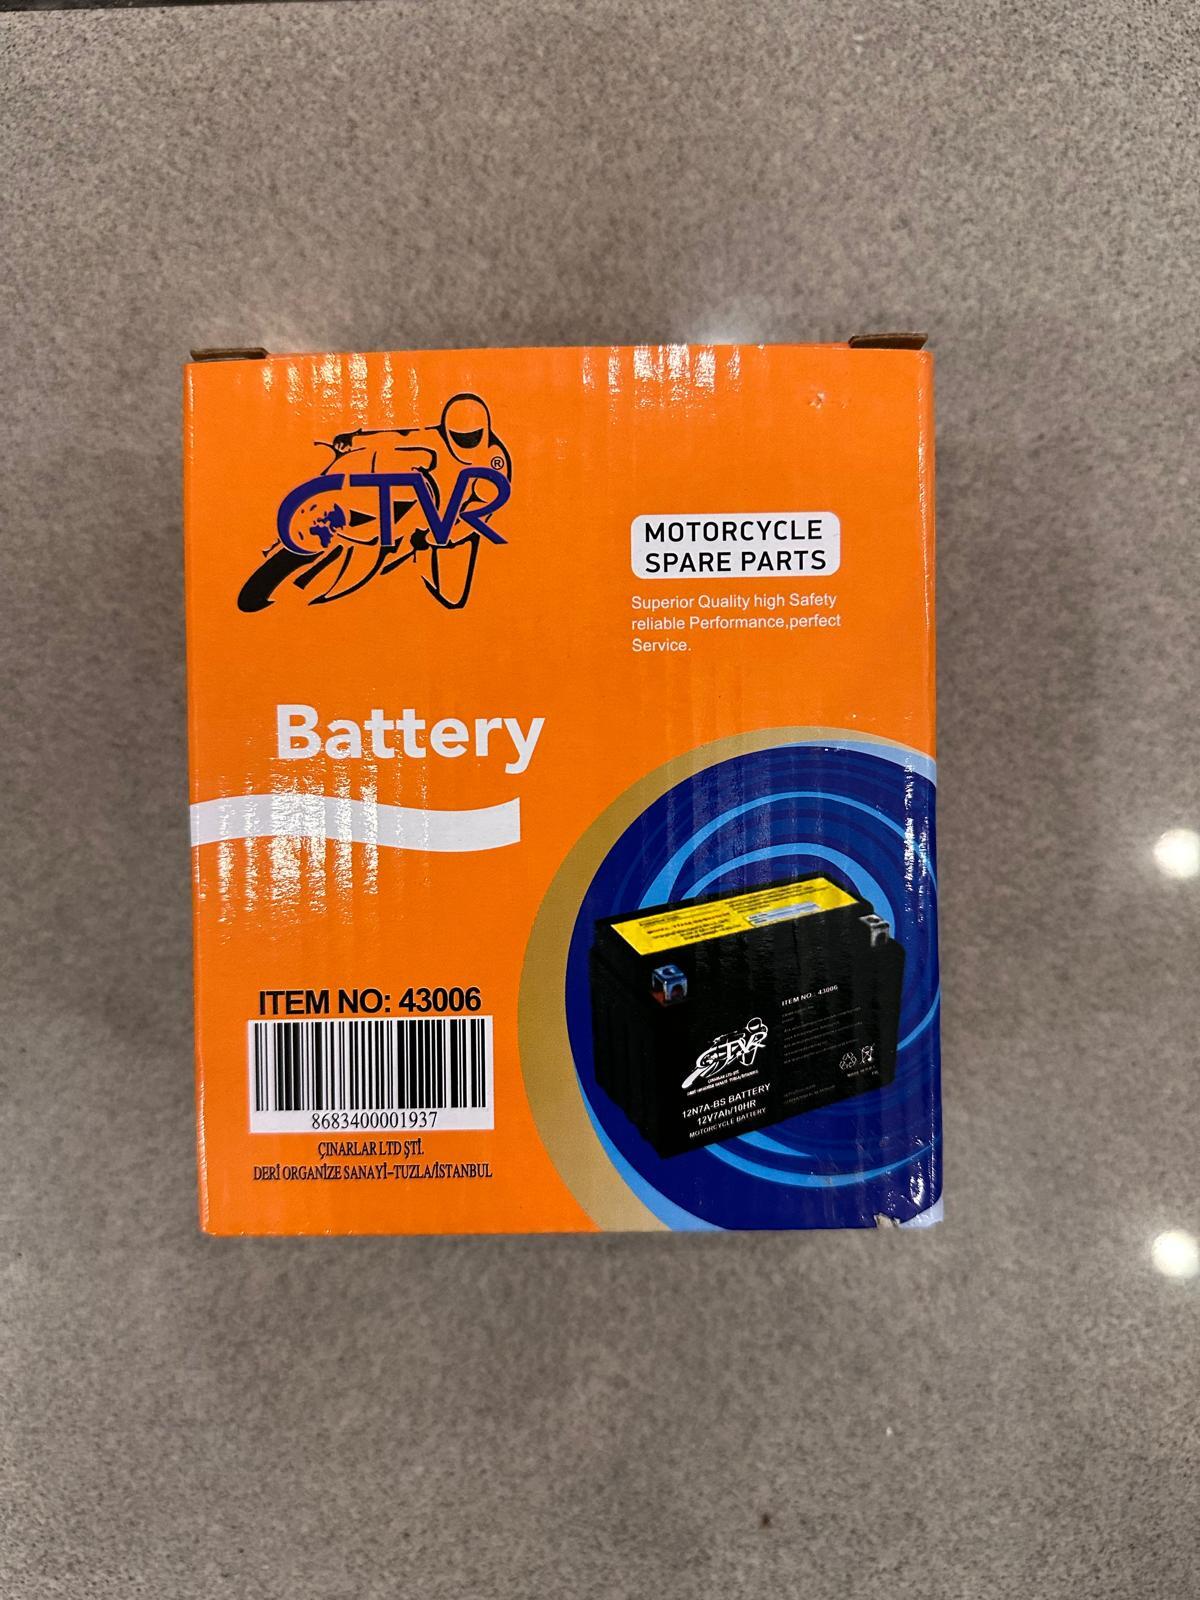 CTVR®
MOTORCYCLE
SPARE PARTS
Superior Quality high Safety
reliable Performance,perfect
Service.
Battery
ITEM NO: 43006
8683400001937
ÇINARLAR LTD ŞTİ.
DERİ ORGANİZE SANAYİ-TUZLA/İSTANBUL
ITEM NO.: 43006
CTVR
12N7A-BS BATTERY
12V7Ah/10HR
MOTORCYCLE BATTERY